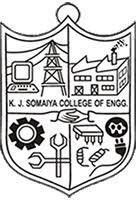 K. J. SOMAIYA COLLEGE OF ENGG.